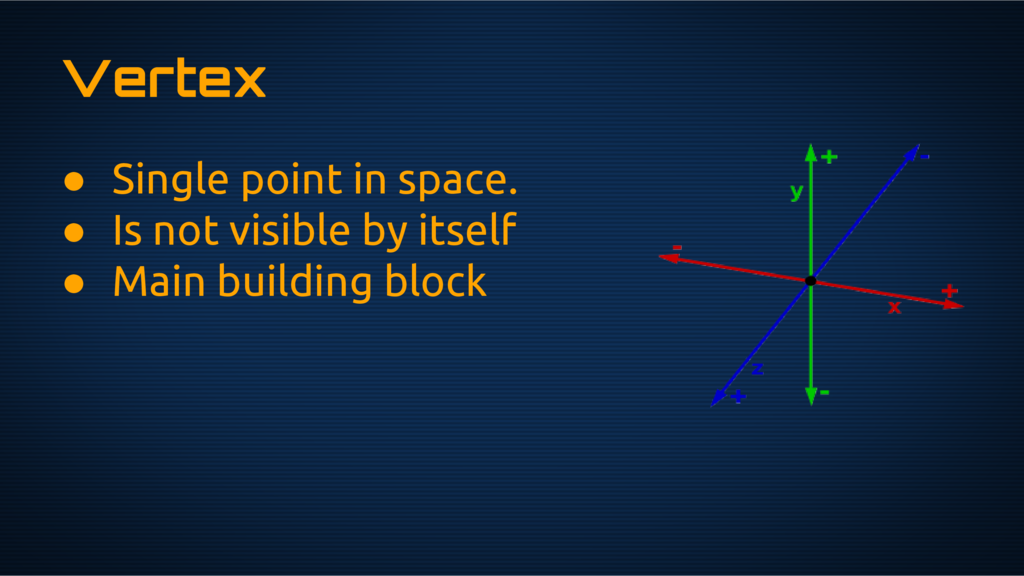 Vertex
● Single point in space.
● Is not visible by itself
● Main building block
+
-
y
-
+
x
z
+
-